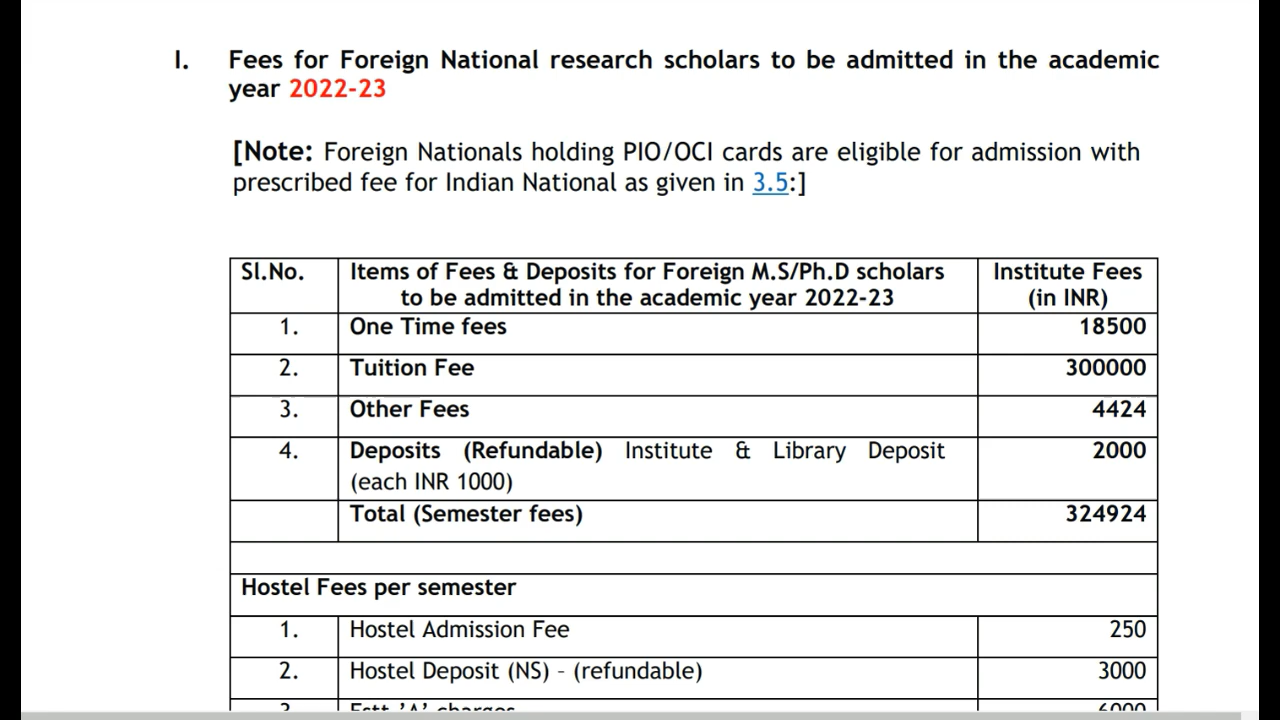 I. Fees for Foreign National research scholars to be admitted in the academic
year 2022-23
[Note: Foreign Nationals holding PIO/OCI cards are eligible for admission with
prescribed fee for Indian National as given in 3.5:]
Sl.No. Items of Fees & Deposits for Foreign M.S/Ph.D scholars Institute Fees
to be admitted in the academic year 2022-23 (in INR)
1. One Time fees 18500
2. Tuition Fee 300000
3. Other Fees 4424
4. Deposits (Refundable) Institute & Library Deposit 2000
(each INR 1000)
Total (Semester fees) 324924
Hostel Fees per semester
1. Hostel Admission Fee 250
2. Hostel Deposit (NS) – (refundable) 3000
3. Estt 'A' charges 6000